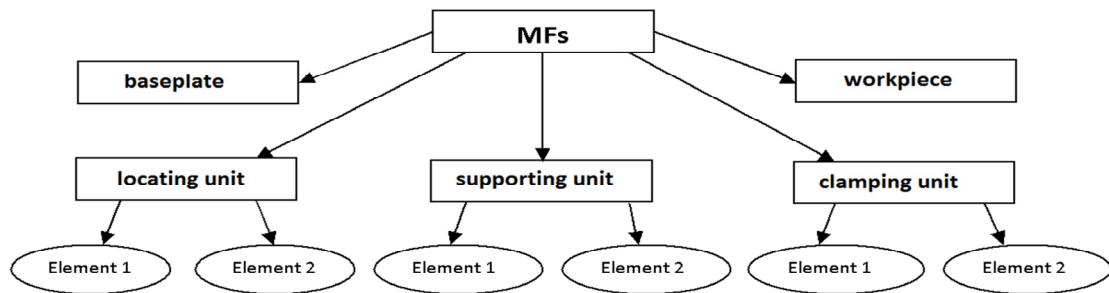 MFs
baseplate
workpiece
locating unit
supporting unit
clamping unit
Element 1
Element 2
Element 1
Element 2
Element 1
Element 2